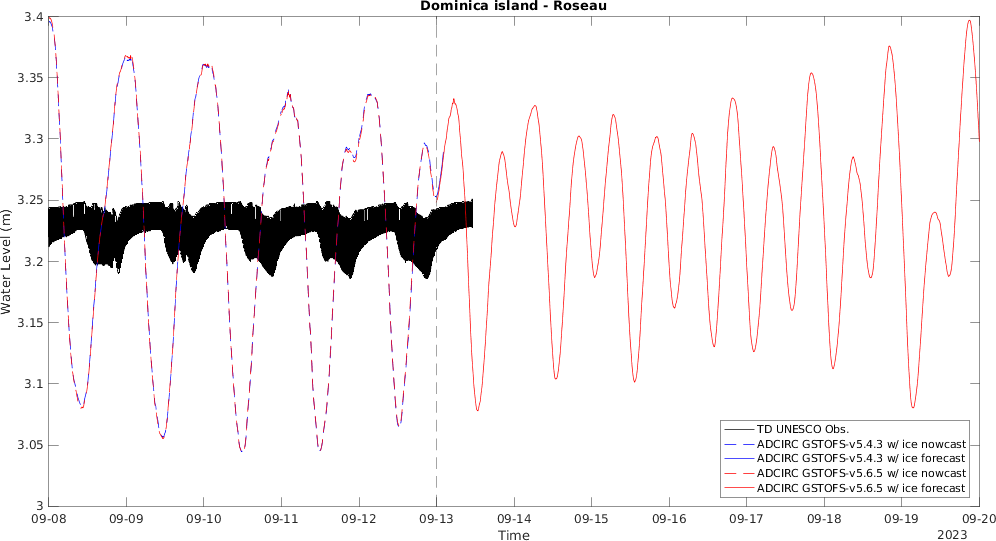 Dominica island - Roseau
3.4
3.35
3.3
3.25
3.2
3.15
3.1
3.05
3
Water Level (m)
09-08 09-09 09-10 09-11 09-12 09-13 09-14 09-15 09-16 09-17 09-18 09-19 09-20
Time
2023
TD UNESCO Obs.
ADCIRC GSTOFS-v5.4.3 w/ ice nowcast
ADCIRC GSTOFS-v5.4.3 w/ ice forecast
ADCIRC GSTOFS-v5.6.5 w/ ice nowcast
ADCIRC GSTOFS-v5.6.5 w/ ice forecast